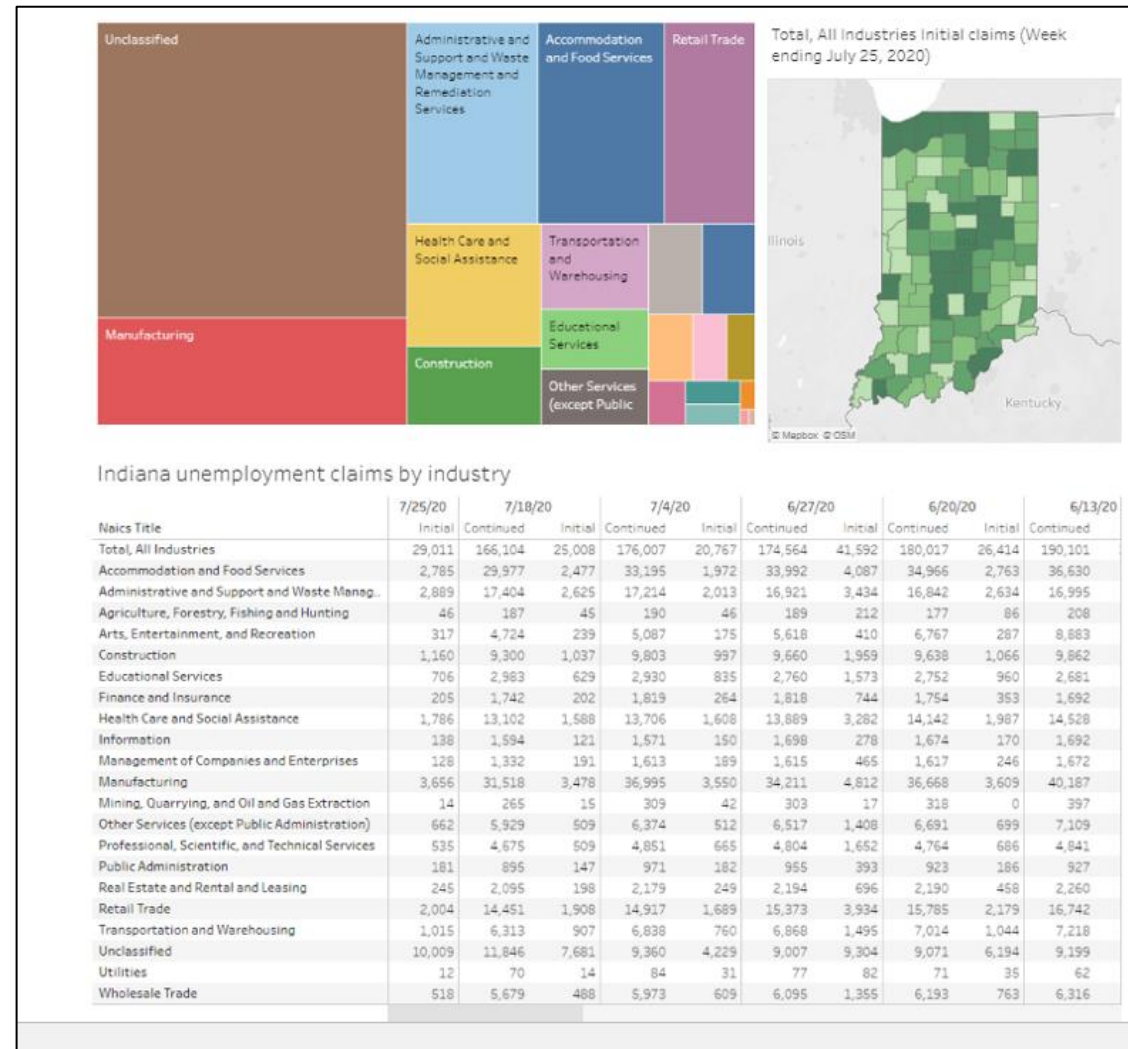 Unclassified
Administrative and
Support and Waste
Management and
Remediation
Services
Accommodation
and Food Services
Retail Trade
Health Care and
Social Assistance
Transportation
and
Warehousing
Manufacturing
Educational
Services
Construction
Other Services
(except Public
Total, All Industries Initial claims (Week
ending July 25, 2020)
Illinois
Kentucky
© Mapbox © OSM
Indiana unemployment claims by industry
7/25/20 7/18/20 7/4/20 6/27/20 6/20/20 6/13/20
Naics Title Initial Continued Initial Continued Initial Continued Initial Continued Initial Continued
Total, All Industries 29,011 166,104 25,008 176,007 20,767 174,564 41,592 180,017 26,414 190,101
Accommodation and Food Services 2,785 29,977 2,477 33,195 1,972 33,992 4,087 34,966 2,763 36,630
Administrative and Support and Waste Manag.. 2,889 17,404 2,625 17,214 2,013 16,921 3,434 16,842 2,634 16,995
Agriculture, Forestry, Fishing and Hunting 46 187 45 190 46 189 212 177 86 208
Arts, Entertainment, and Recreation 317 4,724 239 5,087 175 5,618 410 6,767 287 8,883
Construction 1,160 9,300 1,037 9,803 997 9,660 1,959 9,638 1,066 9,862
Educational Services 706 2,983 629 2,930 835 2,760 1,573 2,752 960 2,681
Finance and Insurance 205 1,742 202 1,819 264 1,818 744 1,754 353 1,692
Health Care and Social Assistance 1,786 13,102 1,588 13,706 1,608 13,889 3,282 14,142 1,987 14,528
Information 138 1,594 121 1,571 150 1,698 278 1,674 170 1,692
Management of Companies and Enterprises 128 1,332 191 1,613 189 1,615 465 1,617 246 1,672
Manufacturing 3,656 31,518 3,478 36,995 3,550 34,211 4,812 36,668 3,609 40,187
Mining, Quarrying, and Oil and Gas Extraction 14 265 15 309 42 303 17 318 0 397
Other Services (except Public Administration) 662 5,929 509 6,374 512 6,517 1,408 6,691 699 7,109
Professional, Scientific, and Technical Services 535 4,675 509 4,851 665 4,804 1,652 4,764 686 4,841
Public Administration 181 895 147 971 182 955 393 923 186 927
Real Estate and Rental and Leasing 245 2,095 198 2,179 249 2,194 696 2,190 458 2,260
Retail Trade 2,004 14,451 1,908 14,917 1,689 15,373 3,934 15,785 2,179 16,742
Transportation and Warehousing 1,015 6,313 907 6,838 760 6,868 1,495 7,014 1,044 7,218
Unclassified 10,009 11,846 7,681 9,360 4,229 9,007 9,304 9,071 6,194 9,199
Utilities 12 70 14 84 31 77 82 71 35 62
Wholesale Trade 518 5,679 488 5,973 609 6,095 1,355 6,193 763 6,316